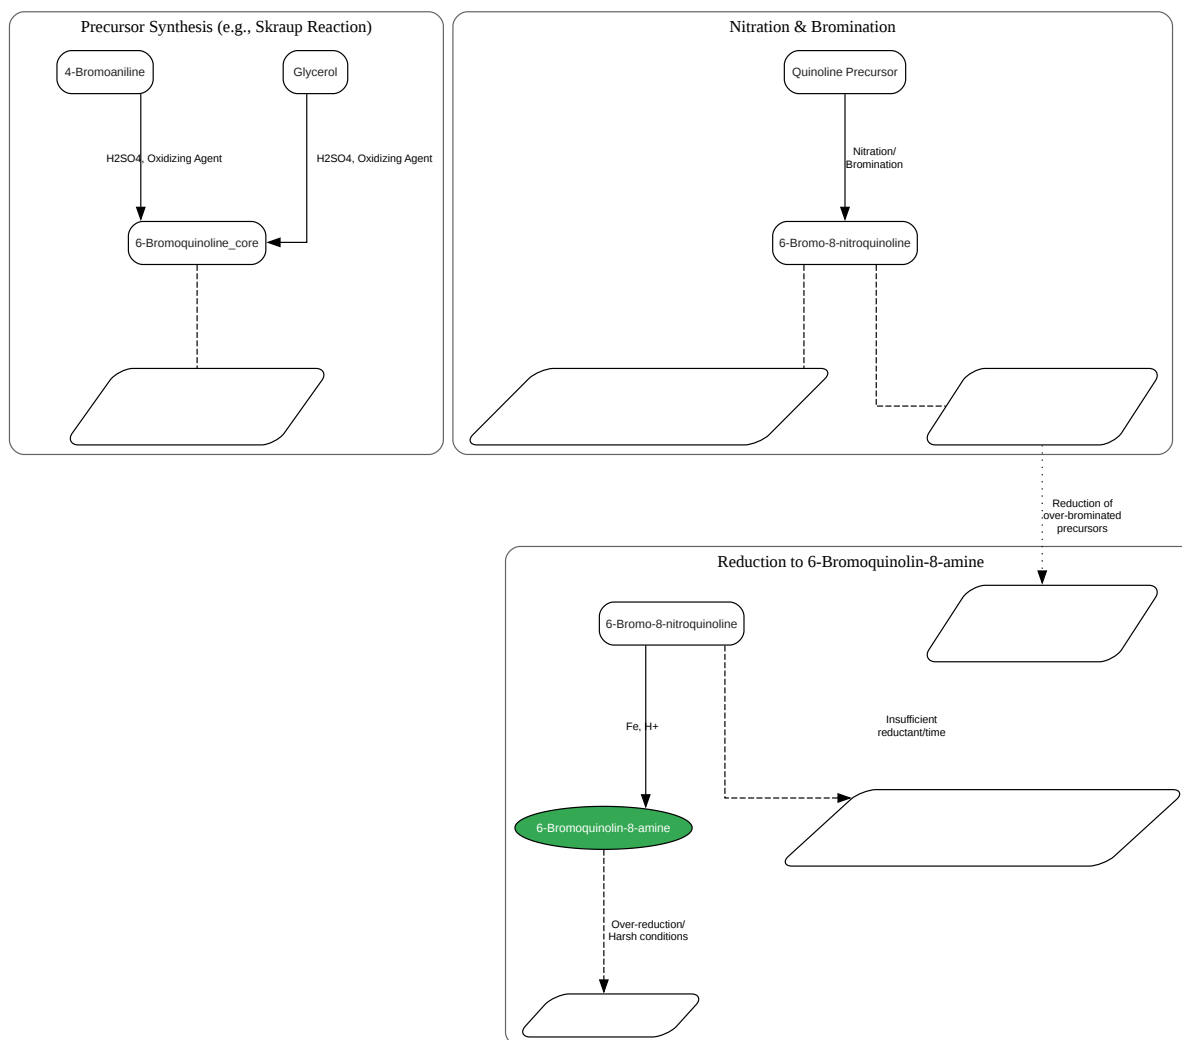 Precursor Synthesis (e.g., Skraup Reaction)
4-Bromoaniline
Glycerol
H2SO4, Oxidizing Agent
H2SO4, Oxidizing Agent
6-Bromoquinoline_core
Nitration & Bromination
Quinoline Precursor
Nitration/
Bromination
6-Bromo-8-nitroquinoline
Reduction of
over-brominated
precursors
Reduction to 6-Bromoquinolin-8-amine
6-Bromo-8-nitroquinoline
Fe, H+
Insufficient
reductant/time
6-Bromoquinolin-8-amine
Over-reduction/
Harsh conditions